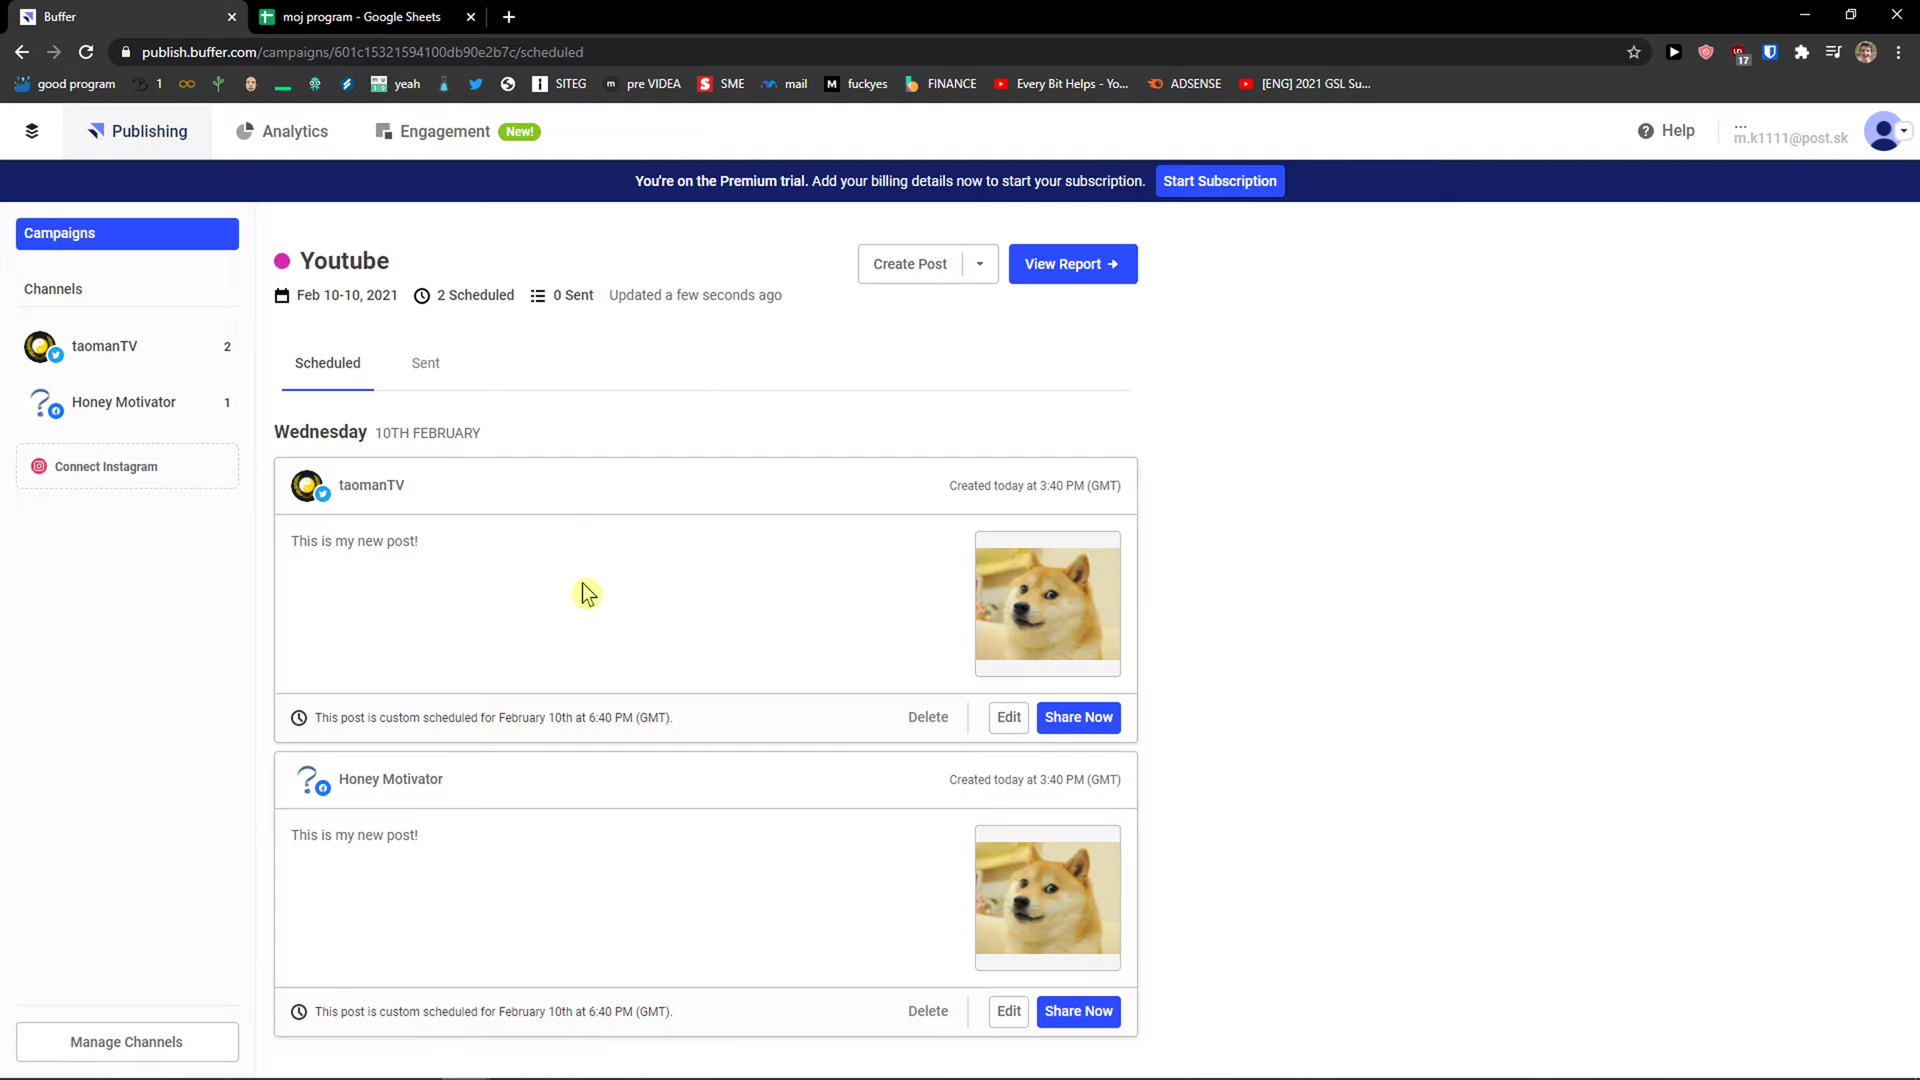 Buffer
moj program - Google Sheets
publish.buffer.com/campaigns/601c15321594100db90e2b7c/scheduled
17
good program
1
yeah
SITEG
m pre VIDEA
S SME
mail
M fuckyes
FINANCE
Every Bit Helps - Yo...
ADSENSE
[ENG] 2021 GSL Su...
Publishing
Analytics
Engagement New!
Help
...
m.k1111@post.sk
You're on the Premium trial. Add your billing details now to start your subscription. Start Subscription
Campaigns
Channels
taomanTV 2
Honey Motivator 1
Connect Instagram
Manage Channels
Youtube
Create Post
View Report →
Feb 10-10, 2021 2 Scheduled 0 Sent Updated a few seconds ago
Scheduled Sent
Wednesday 10TH FEBRUARY
taomanTV Created today at 3:40 PM (GMT)
This is my new post!
This post is custom scheduled for February 10th at 6:40 PM (GMT). Delete Edit Share Now
Honey Motivator Created today at 3:40 PM (GMT)
This is my new post!
This post is custom scheduled for February 10th at 6:40 PM (GMT). Delete Edit Share Now